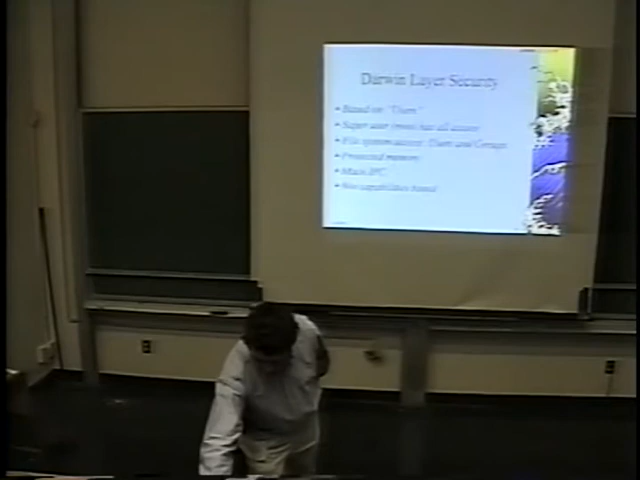 Darwin Layer Security
• Based on "Users"
• Super user (root) has all access
• File system access: Users and Groups
• Protected memory
• Mach IPC
• Not capabilities based